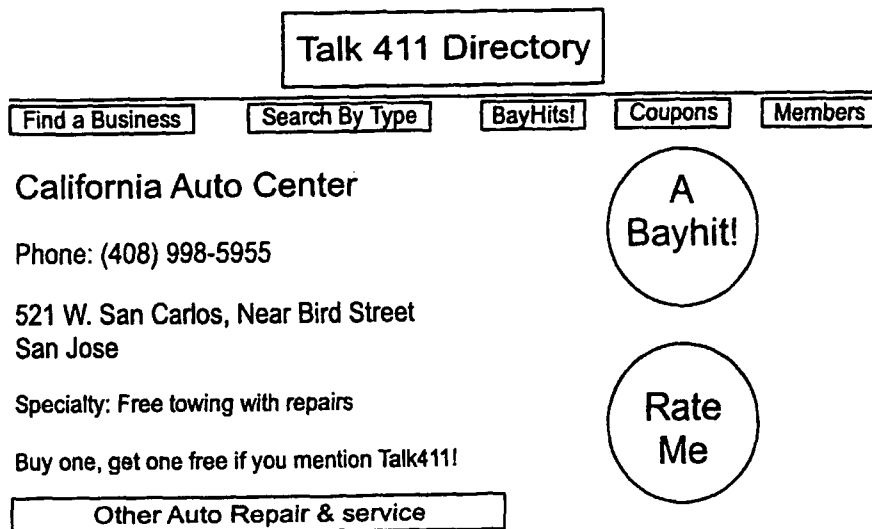 Talk 411 Directory
Find a Business Search By Type BayHits! Coupons Members
California Auto Center
A
Bayhit!
Phone: (408) 998-5955
521 W. San Carlos, Near Bird Street
San Jose
Specialty: Free towing with repairs
Rate
Me
Buy one, get one free if you mention Talk411!
Other Auto Repair & service